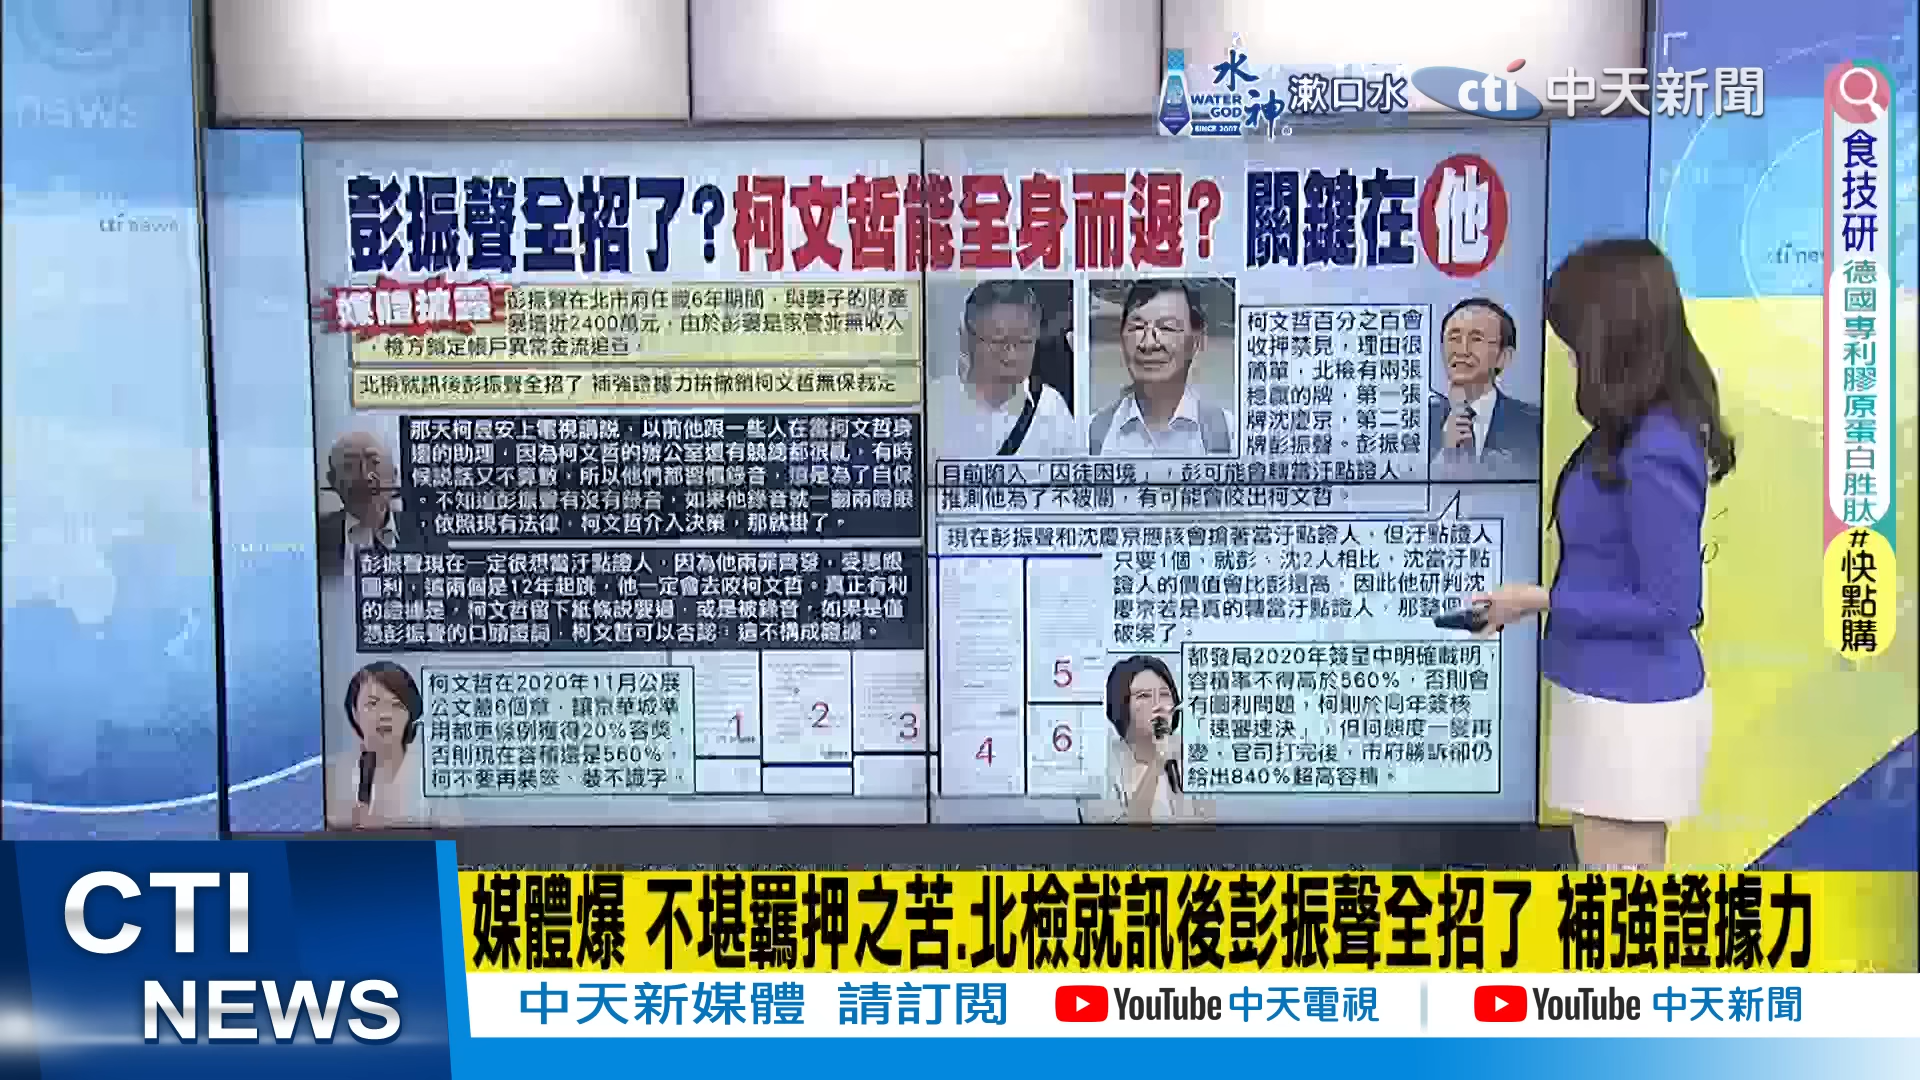 水神
WATER GOD
SINCE 2007
漱口水
cti 中天新聞
食技研 德國專利膠原蛋白胜肽 #快點購
彭振聲全招了?柯文哲能全身而退? 關鍵在他
媒體披露
彭振聲在北市府任職6年期間，與妻子的財產
暴增近2400萬元，由於彭妻是家管並無收入
，檢方鎖定帳戶異常金流追查，
北檢就訊後彭振聲全招了 補強證據力拚撤銷柯文哲無保裁定
那天柯昱安上電視講說，以前他跟一些人在當柯文哲身
邊的助理，因為柯文哲的辦公室還有競總都很亂，有時
候說話又不算數，所以他們都習慣錄音，這是為了自保
。不知道彭振聲有沒有錄音，如果他錄音就一翻兩瞪眼
，依照現有法律，柯文哲介入決策，那就掛了。
彭振聲現在一定很想當汙點證人，因為他兩罪齊發，受惠跟
圖利，這兩個是12年起跳，他一定會去咬柯文哲。真正有利
的證據是，柯文哲留下紙條說要過，或是被錄音，如果是僅
憑彭振聲的口頭證詞，柯文哲可以否認，這不構成證據。
柯文哲在2020年11月公展
公文蓋6個章，讓京華城準
用都更條例獲得20%容獎，
否則現在容積還是560%，
柯不要再裝傻、裝不識字。
1
2
3
4
5
6
柯文哲百分之百會
收押禁見，理由很
簡單，北檢有兩張
穩贏的牌，第一張
牌沈慶京，第二張
牌彭振聲。彭振聲
目前陷入「囚徒困境」，彭可能會轉當汙點證人，
推測他為了不被關，有可能會咬出柯文哲。
現在彭振聲和沈慶京應該會搶著當汙點證人，但汙點證人
只要1個，就彭、沈2人相比，沈當汙點
證人的價值會比彭還高，因此他研判沈
慶京若是真的轉當汙點證人，那整個
破案了。
都發局2020年簽呈中明確載明，
容積率不得高於560%，否則會
有圖利問題，柯則於同年簽核
「速審速決」，但柯態度一變再
變，官司打完後，市府勝訴卻仍
給出840%超高容積。
CTI
NEWS
媒體爆 不堪羈押之苦.北檢就訊後彭振聲全招了 補強證據力
中天新媒體 請訂閱 YouTube 中天電視 | YouTube 中天新聞